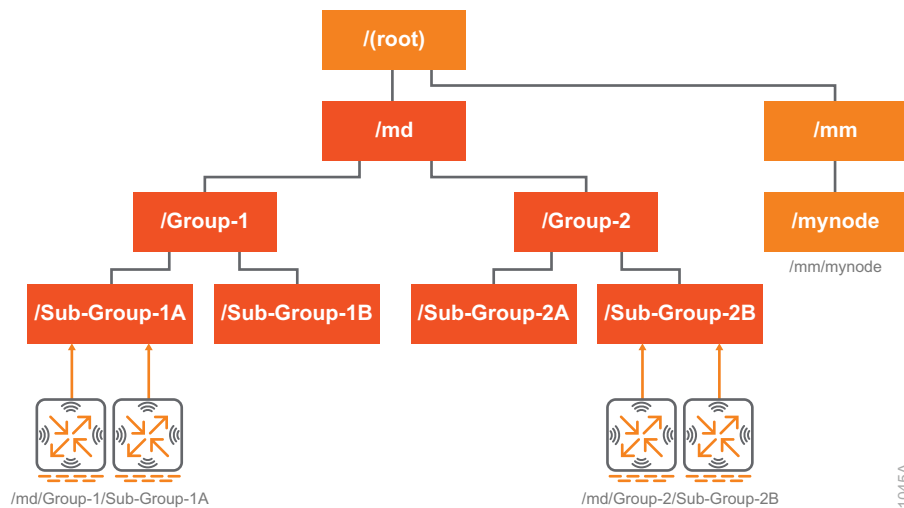 /(root)
/md
/mm
/Group-1
/Group-2
/mynode
/mm/mynode
/Sub-Group-1A
/Sub-Group-1B
/Sub-Group-2A
/Sub-Group-2B
/md/Group-1/Sub-Group-1A
/md/Group-2/Sub-Group-2B
1045A